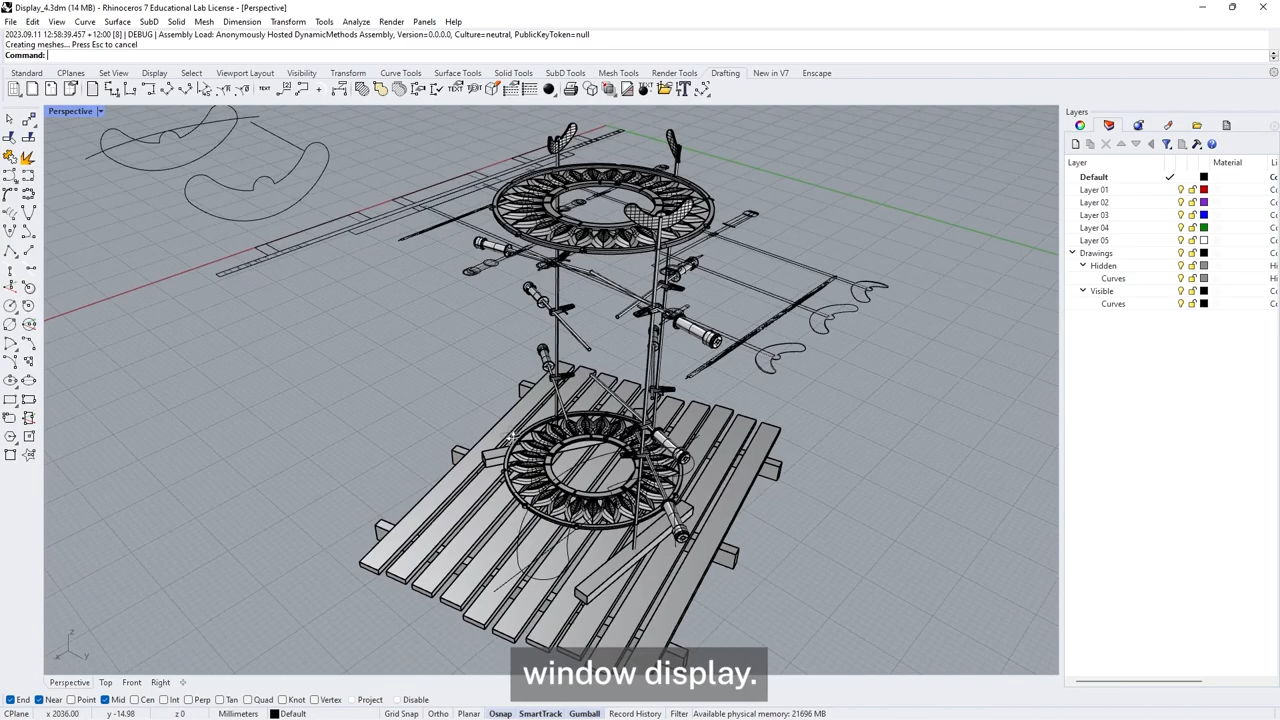 Display_4.3dm (14 MB) - Rhinoceros 7 Educational Lab License - [Perspective]
File Edit View Curve Surface SubD Solid Mesh Dimension Transform Tools Analyze Render Panels Help
2023.09.11 12:58:39.457 +12:00 [8] | DEBUG | Assembly Load: Anonymously Hosted DynamicMethods Assembly, Version=0.0.0.0, Culture=neutral, PublicKeyToken=null
Creating meshes... Press Esc to cancel
Command:
Standard CPlanes Set View Display Select Viewport Layout Visibility Transform Curve Tools Surface Tools Solid Tools SubD Tools Mesh Tools Render Tools Drafting New in V7 Enscape
Perspective
Layers
Layer Material Li
Default
Layer 01
Layer 02
Layer 03
Layer 04
Layer 05
Drawings
Hidden
Curves
Visible
Curves
z
x y
window display.
Perspective Top Front Right
End Near Point Mid Cen Int Perp Tan Quad Knot Vertex Project Disable
CPlane x 2036.00 y -14.98 z 0 Millimeters Default Grid Snap Ortho Planar Osnap SmartTrack Gumball Record History Filter Available physical memory: 21696 MB